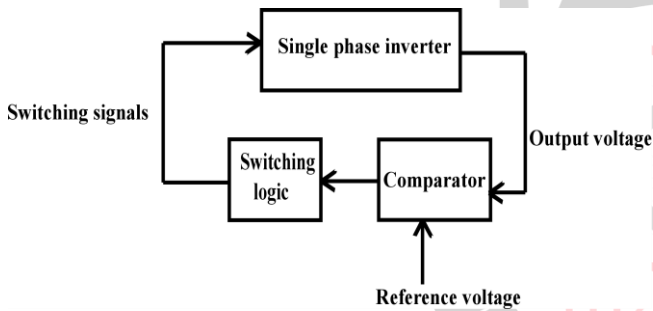 Single phase inverter
Switching signals
Output voltage
Switching
logic
Comparator
Reference voltage